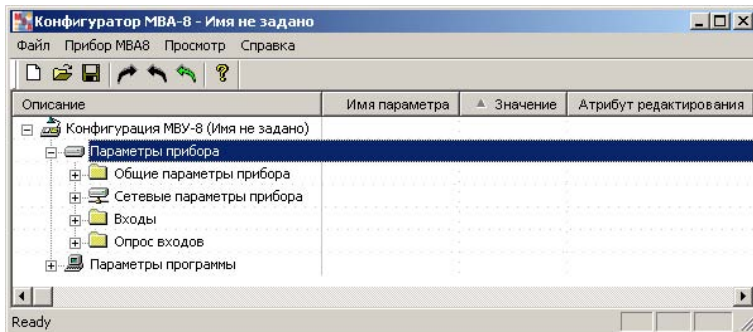 Конфигуратор МВА-8 - Имя не задано
Файл Прибор МВА8 Просмотр Справка
Описание Имя параметра Значение Атрибут редактирования
Конфигурация МВУ-8 (Имя не задано)
Параметры прибора
Общие параметры прибора
Сетевые параметры прибора
Входы
Опрос входов
Параметры программы
Ready